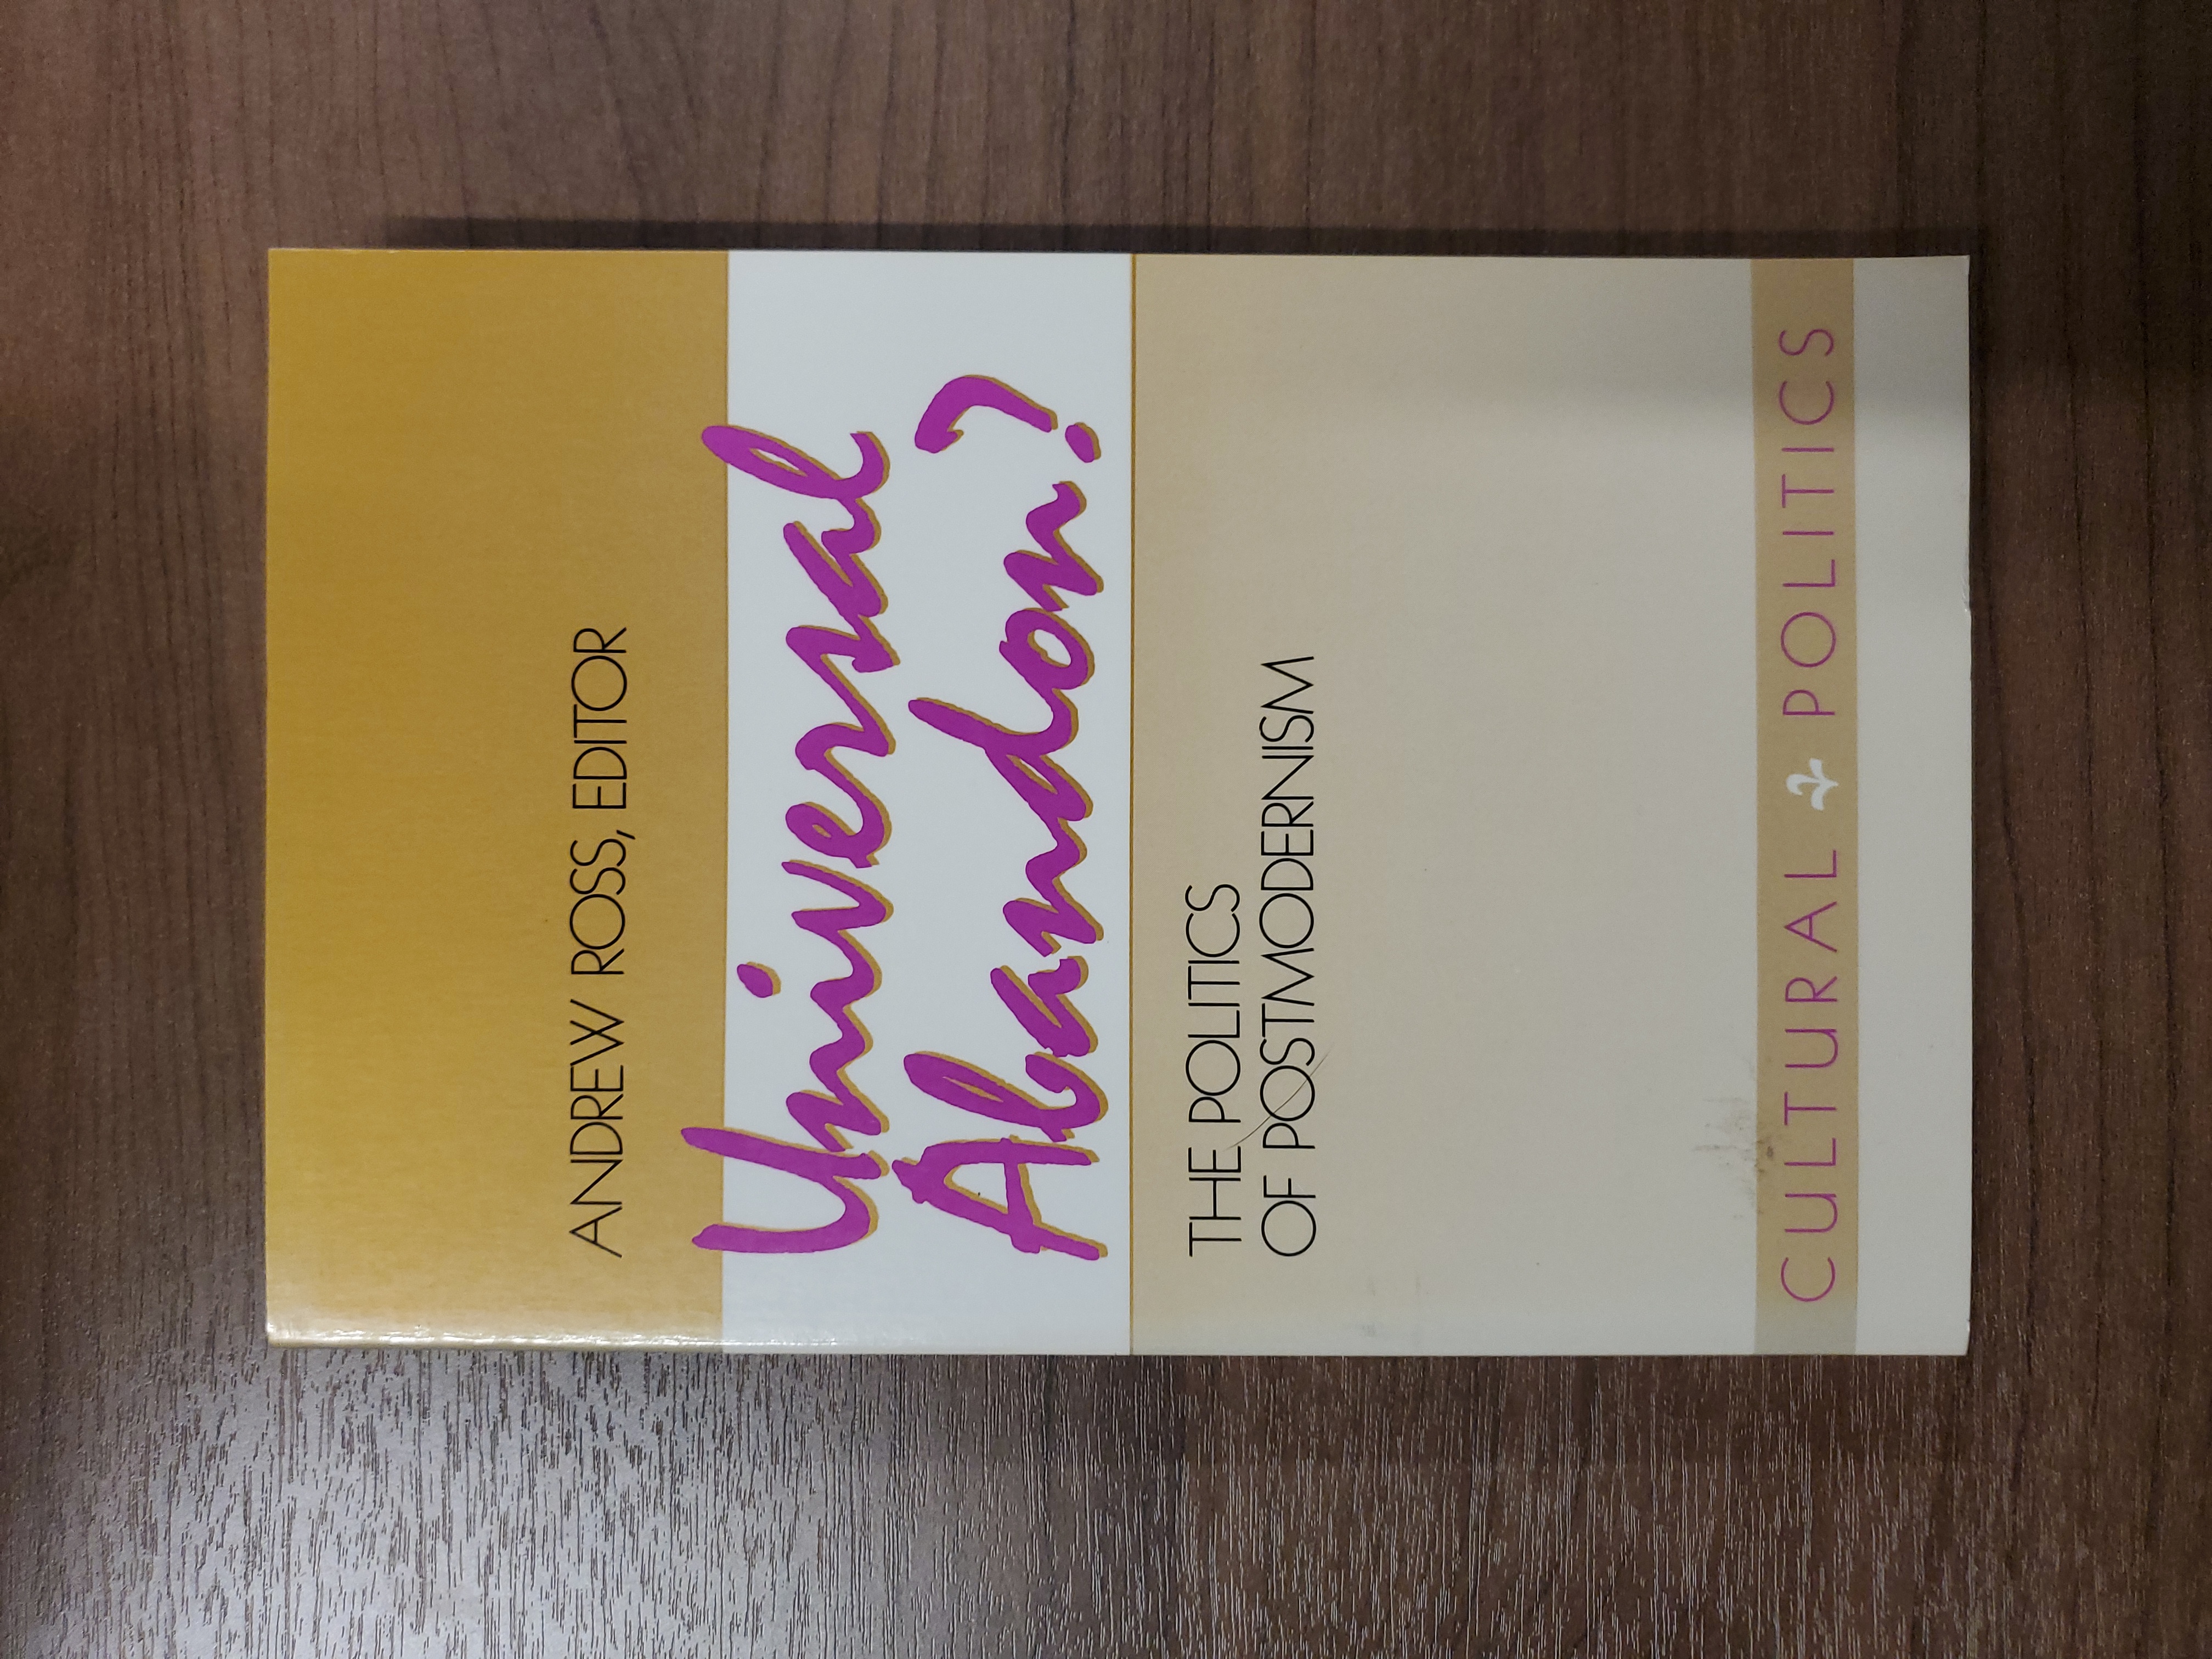 ANDREW ROSS, EDITOR
Universal
Abandon?
THE POLITICS
OF POSTMODERNISM
CULTURAL POLITICS